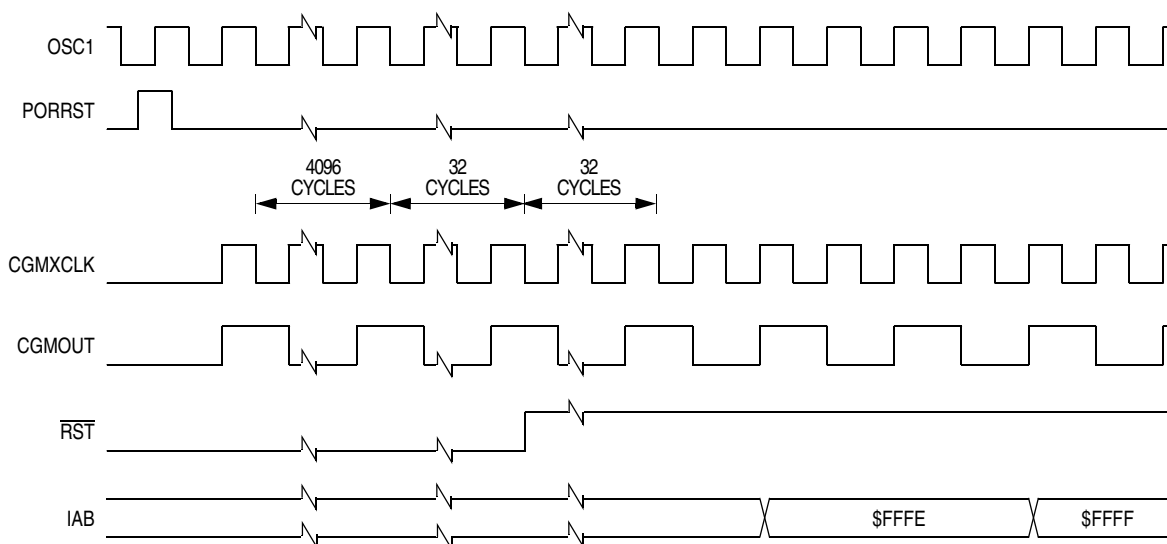 OSC1
PORRST
4096
CYCLES
32
CYCLES
32
CYCLES
CGMXCLK
CGMOUT
RST
IAB
$FFFE
$FFFF